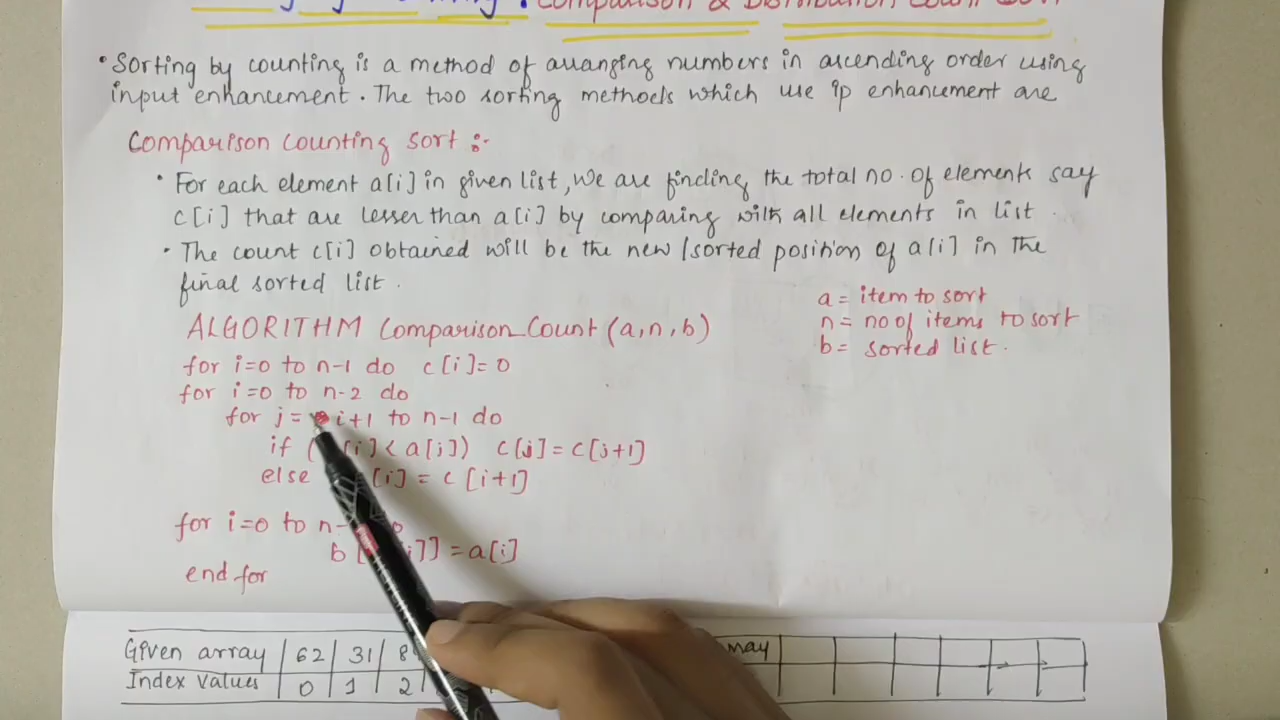 Comparison & Distribution Count Sort
• Sorting by counting is a method of arranging numbers in ascending order using
input enhancement. The two sorting methods which use ip enhancement are
Comparison counting sort :-
• For each element a[i] in given list, we are finding the total no. of elements say
c[i] that are lesser than a[i] by comparing with all elements in list.
• The count c[i] obtained will be the new/sorted position of a[i] in the
final sorted list.
a = item to sort
n = no of items to sort
b = sorted list.
ALGORITHM Comparison_Count (a, n, b)
for i=0 to n-1 do c[i]=0
for i=0 to n-2 do
for j= i+1 to n-1 do
if ( [i] < a[j]) c[j] = c[j+1]
else [i] = c[i+1]
for i=0 to n-
b[ i]] = a[i]
end for
Given array 62 31 8
Index values 0 1 2